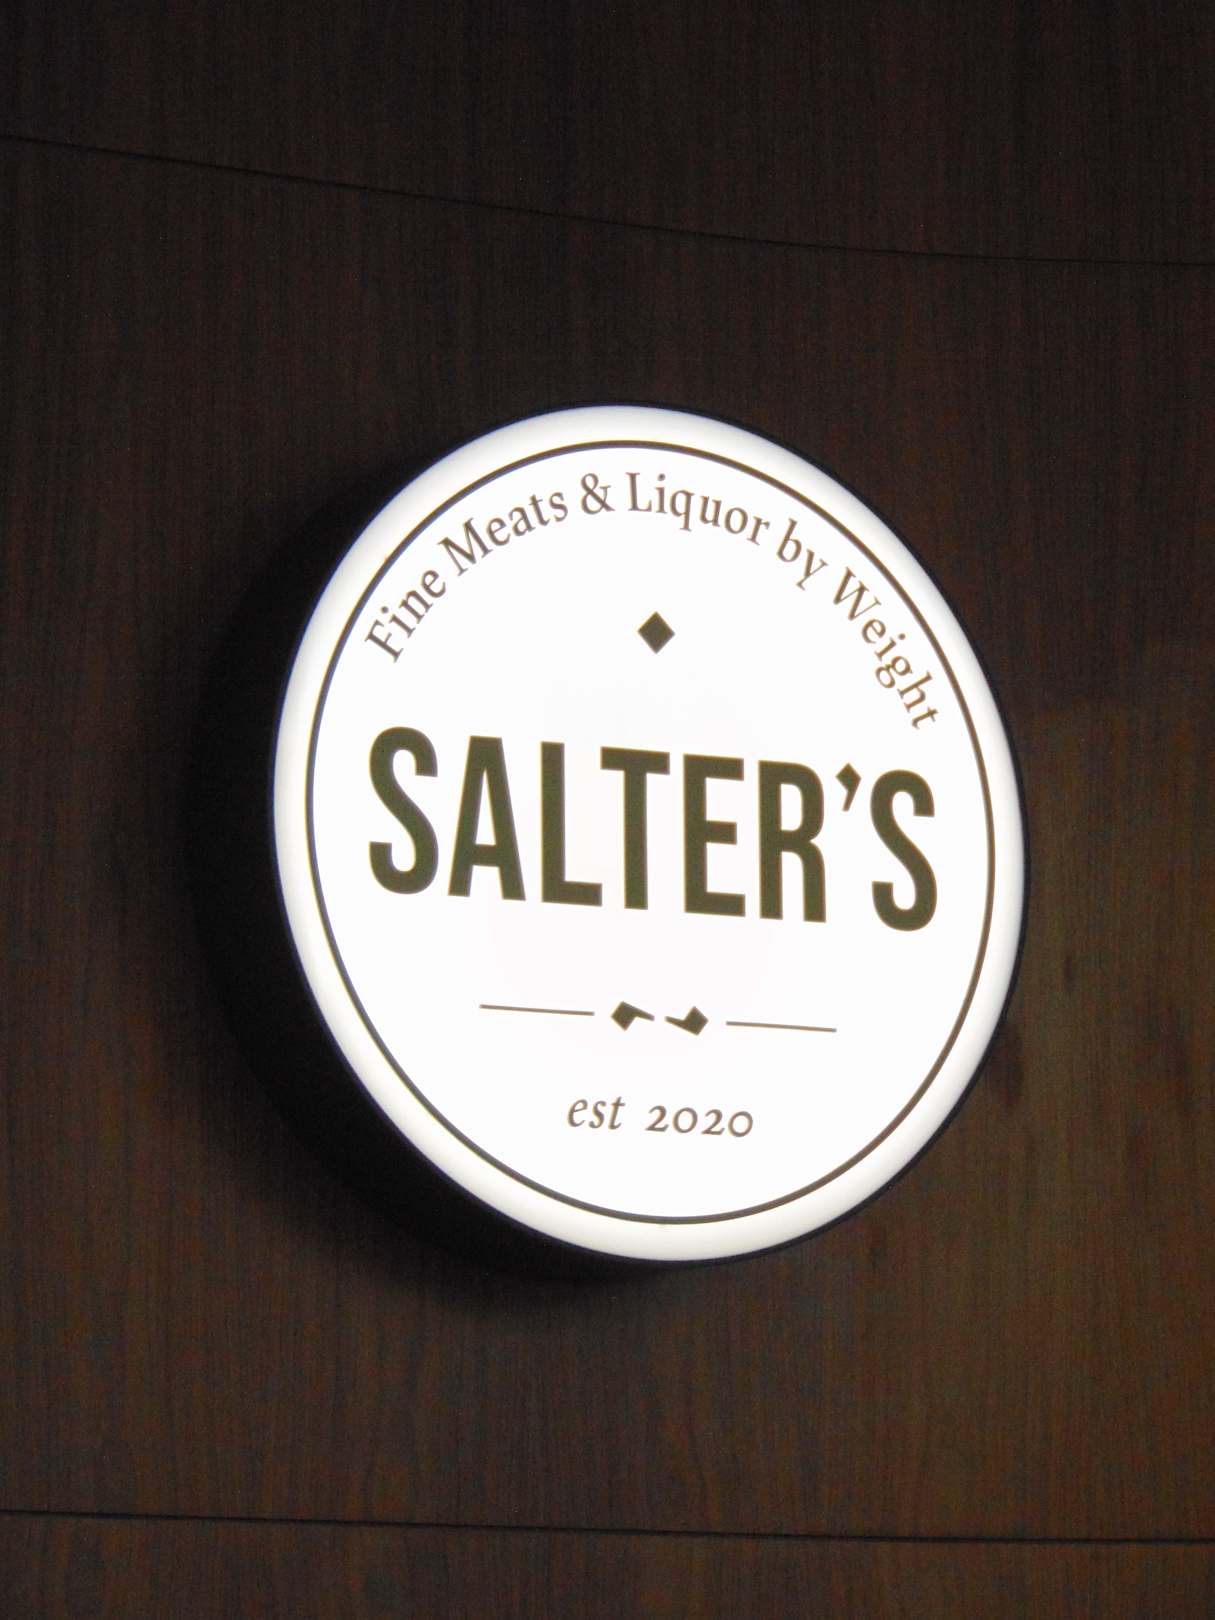 Fine Meats & Liquor by Weight
SALTER’S
est 2020